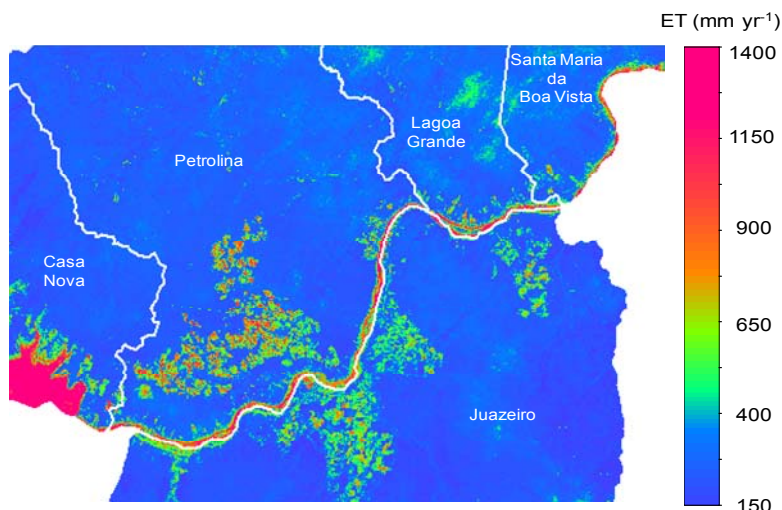 ET (mm yr-1)
1400
1150
900
650
400
150
Santa Maria
da
Boa Vista
Lagoa
Grande
Petrolina
Casa
Nova
Juazeiro